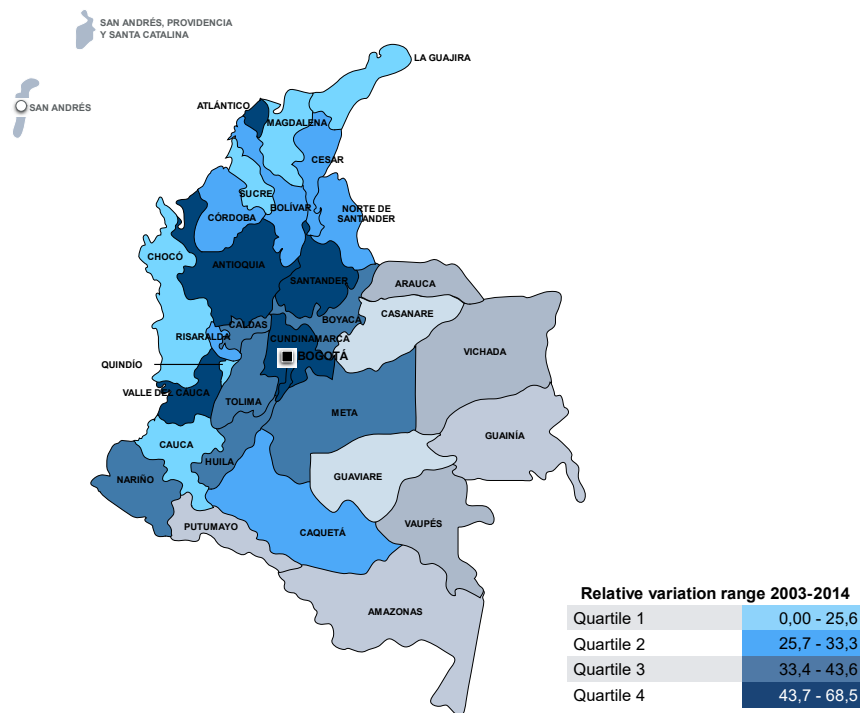 SAN ANDRÉS, PROVIDENCIA
Y SANTA CATALINA
LA GUAJIRA
SAN ANDRÉS
ATLÁNTICO
MAGDALENA
CESAR
SUCRE
BOLÍVAR
NORTE DE
SANTANDER
CÓRDOBA
CHOCÓ
ANTIOQUIA
SANTANDER
ARAUCA
CASANARE
BOYACÁ
CALDAS
RISARALDA
CUNDINAMARCA
BOGOTÁ
VICHADA
QUINDÍO
VALLE DEL CAUCA
TOLIMA
META
GUAINÍA
CAUCA
HUILA
GUAVIARE
NARIÑO
PUTUMAYO
CAQUETÁ
VAUPÉS
AMAZONAS
Relative variation range 2003-2014
Quartile 1 0,00 - 25,6
Quartile 2 25,7 - 33,3
Quartile 3 33,4 - 43,6
Quartile 4 43,7 - 68,5